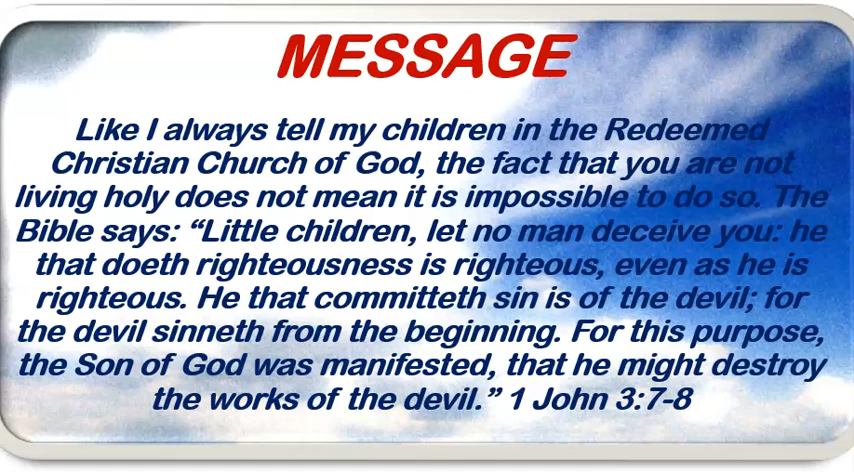 MESSAGE
Like I always tell my children in the Redeemed
Christian Church of God, the fact that you are not
living holy does not mean it is impossible to do so. The
Bible says: “Little children, let no man deceive you: he
that doeth righteousness is righteous, even as he is
righteous. He that committeth sin is of the devil; for
the devil sinneth from the beginning. For this purpose,
the Son of God was manifested, that he might destroy
the works of the devil.” 1 John 3:7-8